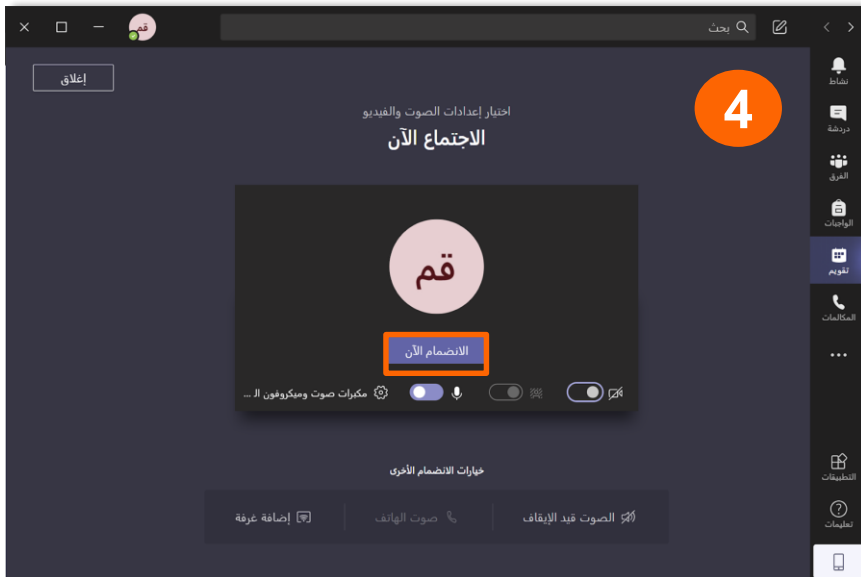 قم
بحث
إغلاق
4
اختيار إعدادات الصوت والفيديو
الاجتماع الآن
قم
الانضمام الآن
مكبرات صوت وميكروفون الـ ...
خيارات الانضمام الأخرى
الصوت قيد الإيقاف
صوت الهاتف
إضافة غرفة
نشاط
دردشة
الفرق
الواجبات
تقويم
المكالمات
التطبيقات
تعليمات